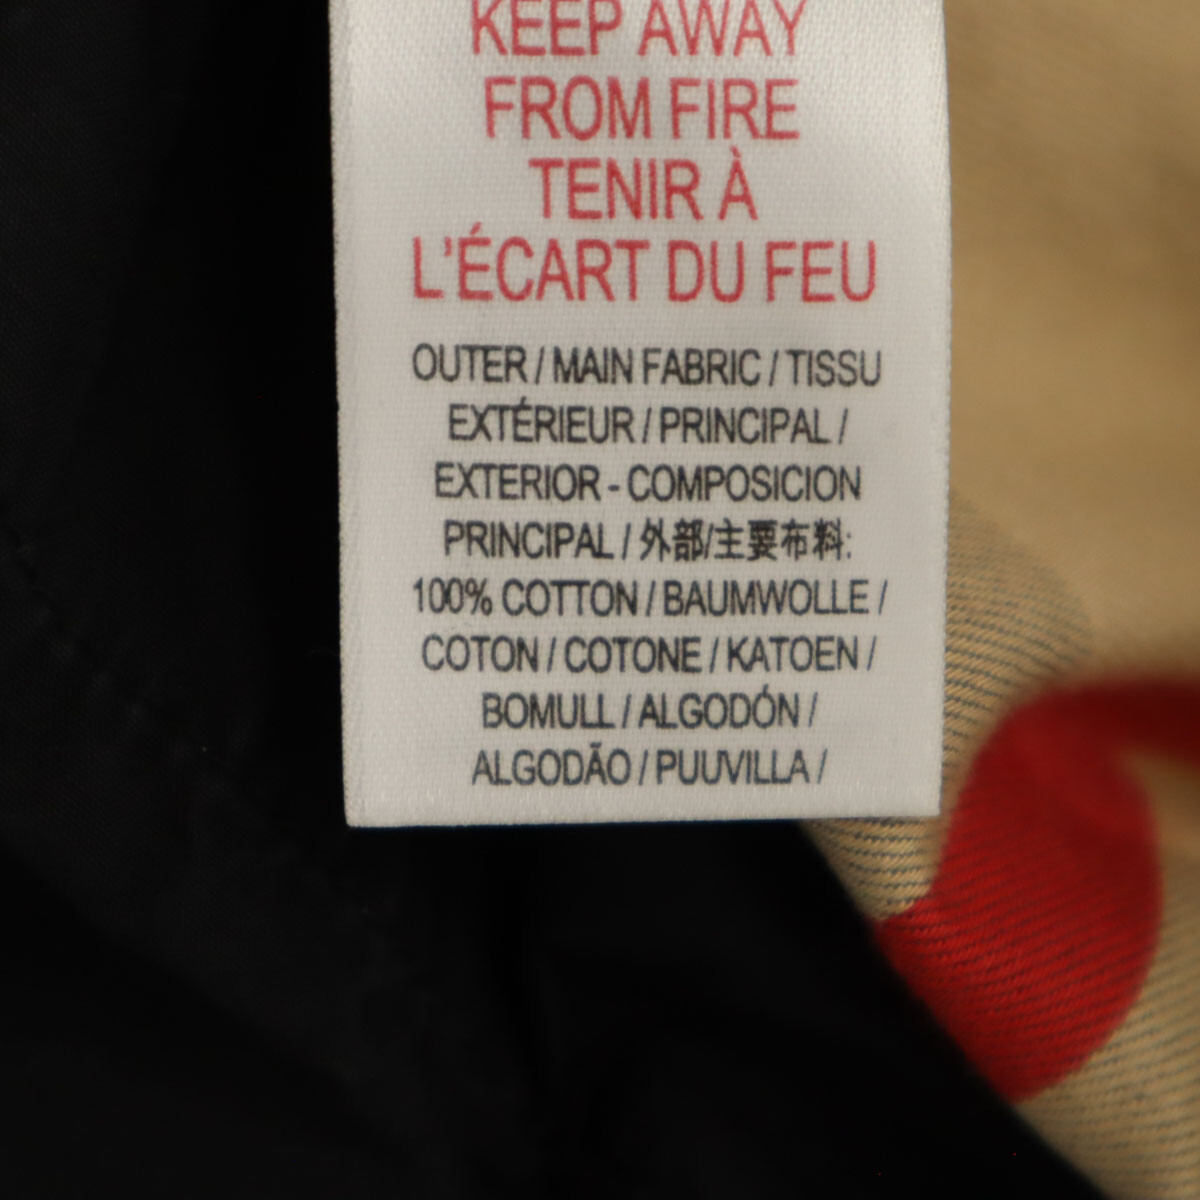 KEEP AWAY
FROM FIRE
TENIR À
L'ÉCART DU FEU
OUTER / MAIN FABRIC / TISSU
EXTÉRIEUR / PRINCIPAL /
EXTERIOR - COMPOSICION
PRINCIPAL / 外部/主要布料:
100% COTTON / BAUMWOLLE /
COTON / COTONE / KATOEN /
BOMULL / ALGODÓN /
ALGODÃO / PUUVILLA /